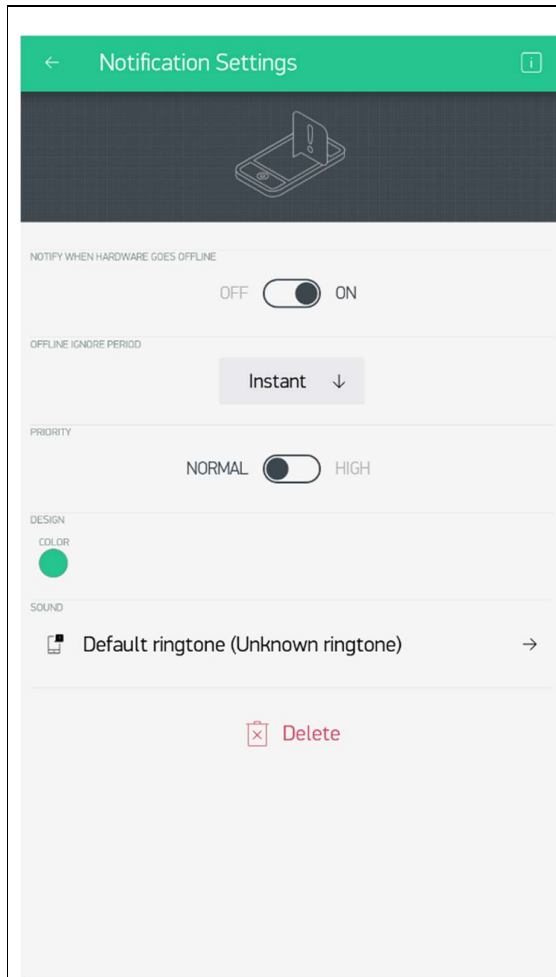 Notification Settings
NOTIFY WHEN HARDWARE GOES OFFLINE
OFF ON
OFFLINE IGNORE PERIOD
Instant
PRIORITY
NORMAL HIGH
DESIGN
COLOR
SOUND
Default ringtone (Unknown ringtone)
Delete